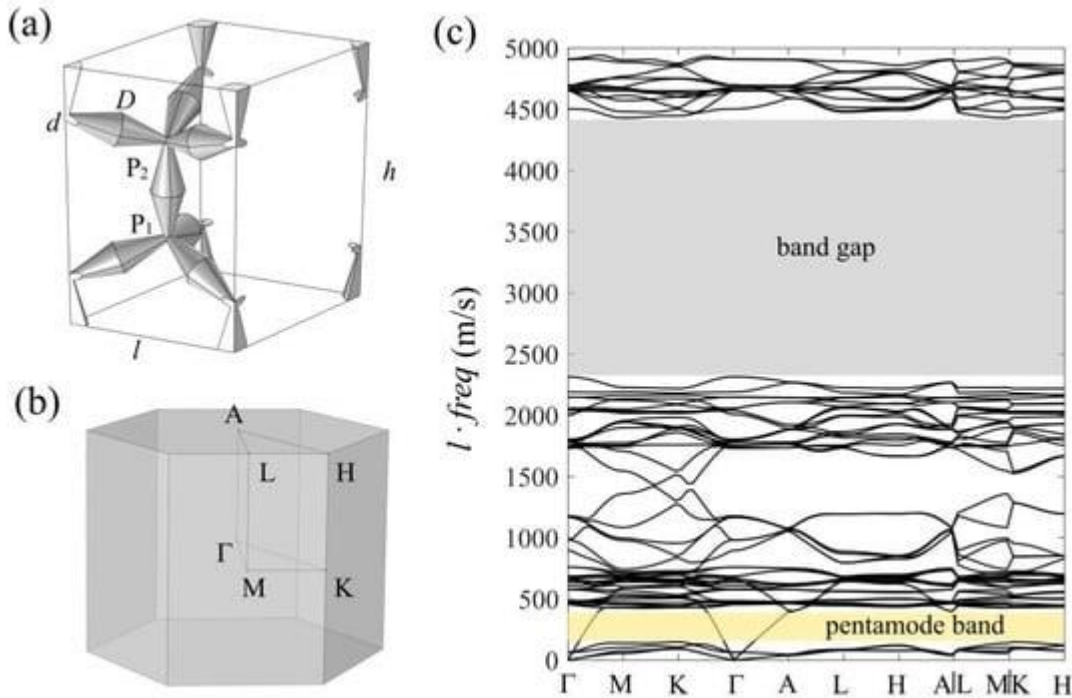 (a)
D
d
P₂
h
P₁
l
(b)
A
L
H
Γ
M
K
(c)
l · freq (m/s)
5000
4500
4000
3500
3000
2500
2000
1500
1000
500
0
band gap
pentamode band
Γ M K Γ A L H A|L M|K H